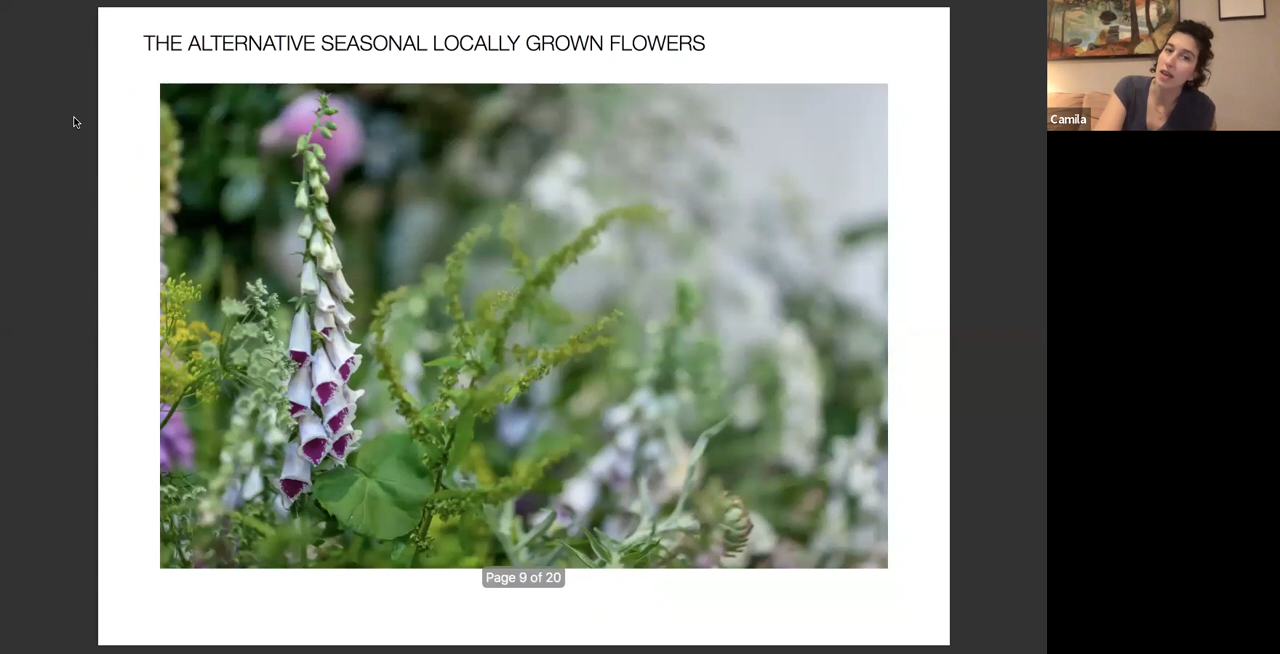 THE ALTERNATIVE SEASONAL LOCALLY GROWN FLOWERS
Camila
Page 9 of 20